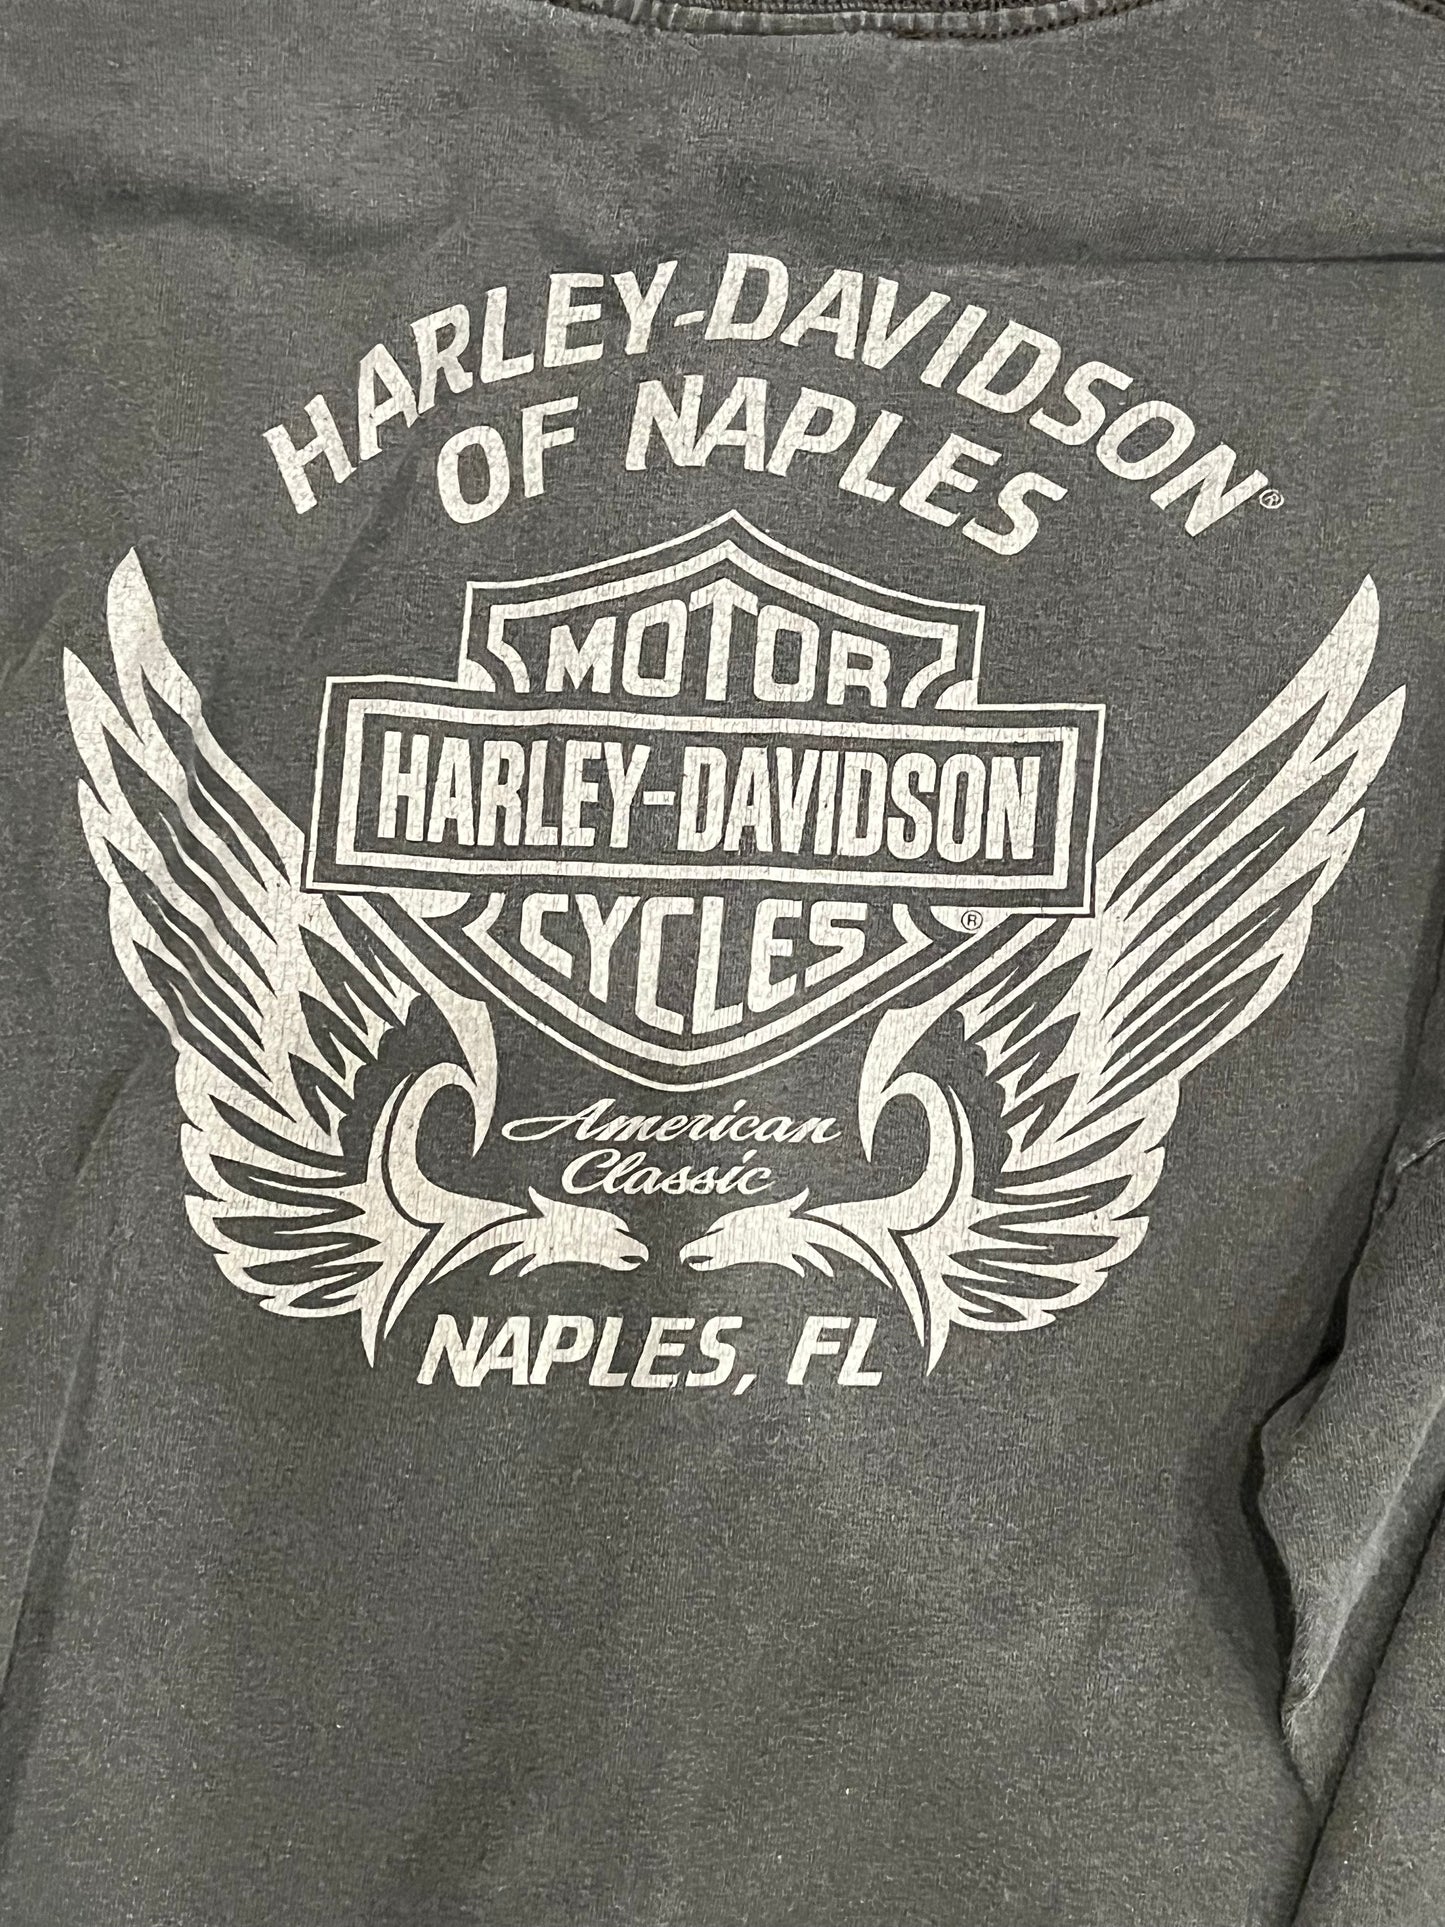 HARLEY-DAVIDSON®
OF NAPLES
MOTOR
HARLEY-DAVIDSON
CYCLES ®
American
Classic
NAPLES, FL